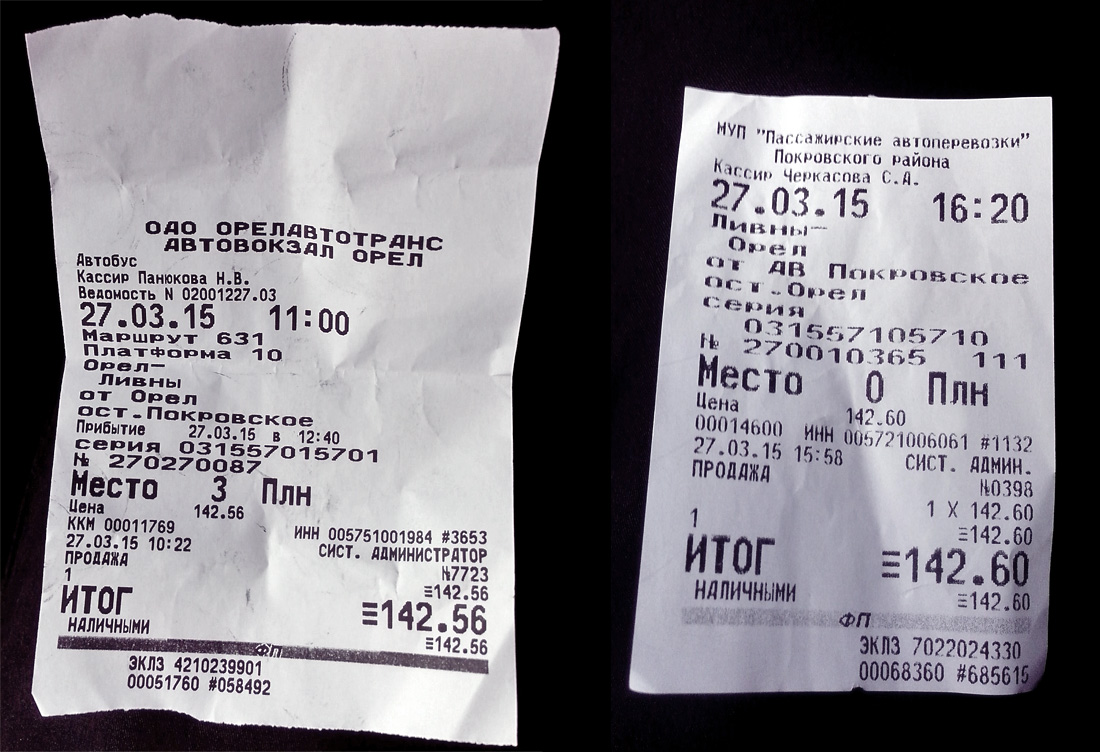 ОАО ОРЕЛАВТОТРАНС
АВТОВОКЗАЛ ОРЕЛ
Автобус
Кассир Панюкова Н.В.
Ведомость N 02001227.03
27.03.15 11:00
Маршрут 631
Платформа 10
Орел-
Ливны
от Орел
ост.Покровское
Прибытие 27.03.15 в 12:40
серия 031557015701
№ 270270087
Место 3 Плн
Цена 142.56
ККМ 00011769 ИНН 005751001984 #3653
27.03.15 10:22 СИСТ. АДМИНИСТРАТОР
ПРОДАЖА №7723
1 ≡142.56
ИТОГ ≡142.56
НАЛИЧНЫМИ ≡142.56
ФП
ЭКЛЗ 4210239901
00051760 #058492
МУП "Пассажирские автоперевозки"
Покровского района
Кассир Черкасова С.А.
27.03.15 16:20
Ливны-
Орел
от АВ Покровское
ост.Орел
серия
031557105710
№ 270010365 111
Место 0 Плн
Цена 142.60
00014600 ИНН 005721006061 #1132
27.03.15 15:58 СИСТ. АДМИН.
ПРОДАЖА №0398
1 X 142.60
1 ≡142.60
ИТОГ ≡142.60
НАЛИЧНЫМИ ≡142.60
ФП
ЭКЛЗ 7022024330
00068360 #685615